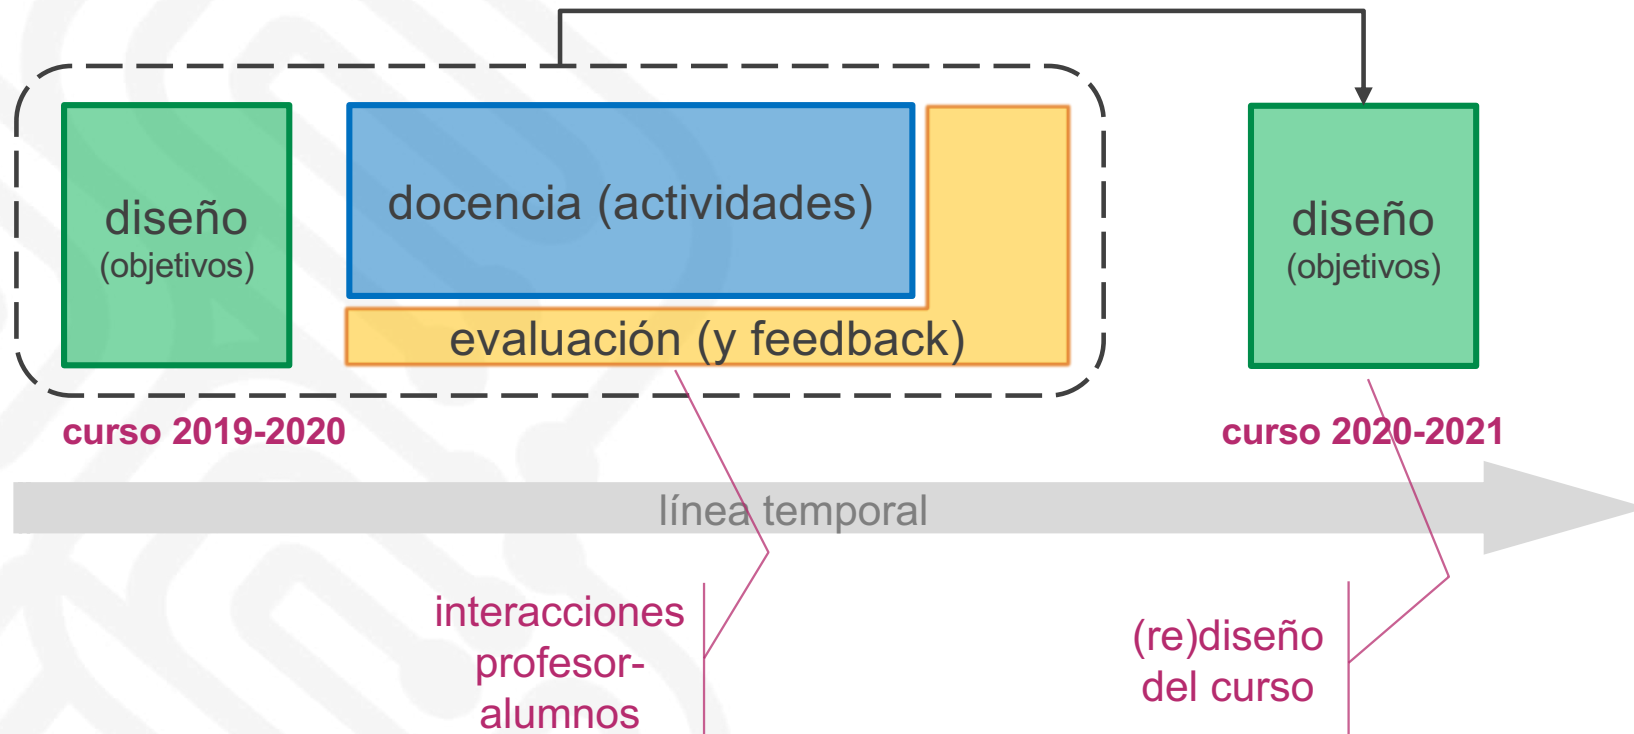 diseño
(objetivos)
docencia (actividades)
evaluación (y feedback)
diseño
(objetivos)
curso 2019-2020
curso 2020-2021
línea temporal
interacciones
profesor-
alumnos
(re)diseño
del curso